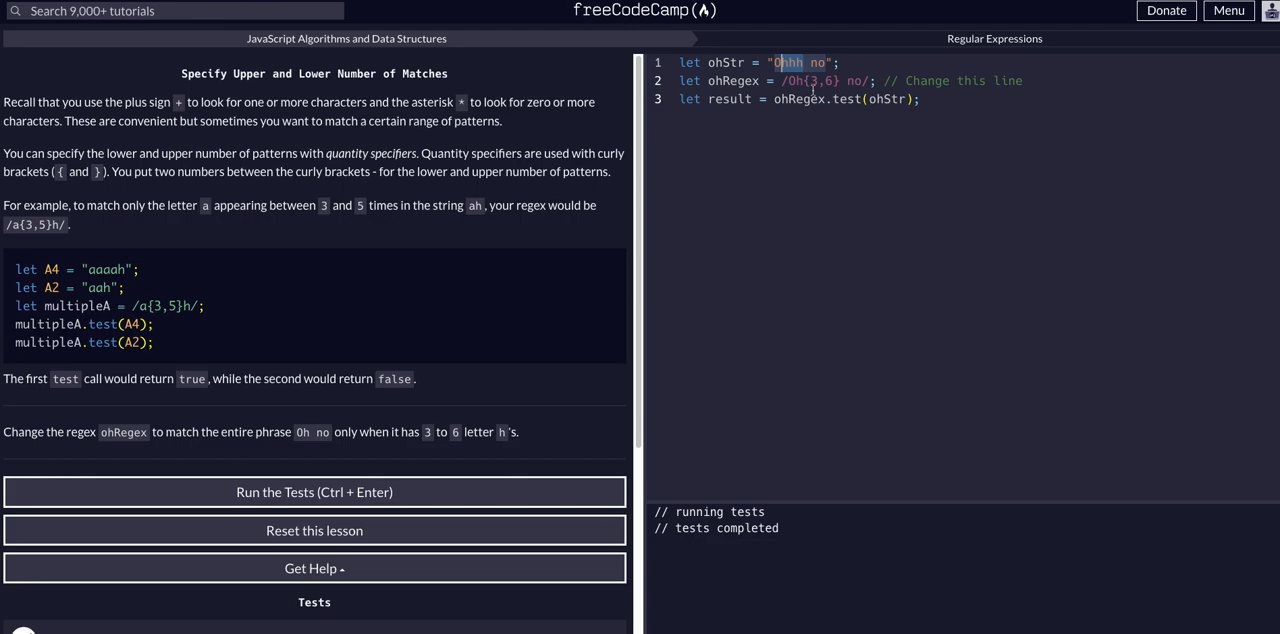 Search 9,000+ tutorials
freeCodeCamp
Donate
Menu
JavaScript Algorithms and Data Structures
Regular Expressions
Specify Upper and Lower Number of Matches
Recall that you use the plus sign + to look for one or more characters and the asterisk * to look for zero or more
characters. These are convenient but sometimes you want to match a certain range of patterns.
You can specify the lower and upper number of patterns with quantity specifiers. Quantity specifiers are used with curly
brackets ( { and } ). You put two numbers between the curly brackets - for the lower and upper number of patterns.
For example, to match only the letter a appearing between 3 and 5 times in the string ah, your regex would be
/a{3,5}h/.
let A4 = "aaaah";
let A2 = "aah";
let multipleA = /a{3,5}h/;
multipleA.test(A4);
multipleA.test(A2);
The first test call would return true, while the second would return false.
Change the regex ohRegex to match the entire phrase Oh no only when it has 3 to 6 letter h's.
Run the Tests (Ctrl + Enter)
Reset this lesson
Get Help
Tests
1 let ohStr = "Ohhh no";
2 let ohRegex = /Oh{3,6} no/; // Change this line
3 let result = ohRegex.test(ohStr);
// running tests
// tests completed